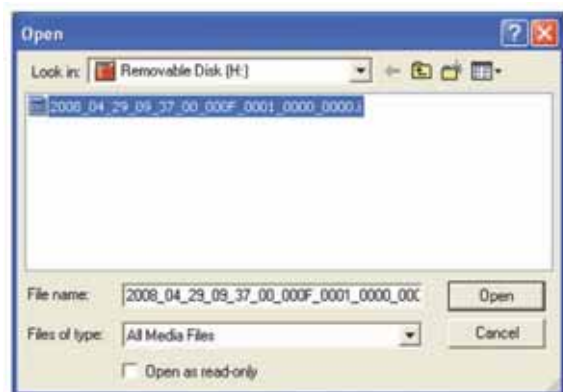 Open
Look in: Removable Disk (H:)
2008_04_29_09_37_00_000F_0001_0000_0000.i
File name: 2008_04_29_09_37_00_000F_0001_0000_00C Open
Files of type: All Media Files Cancel
Open as read-only